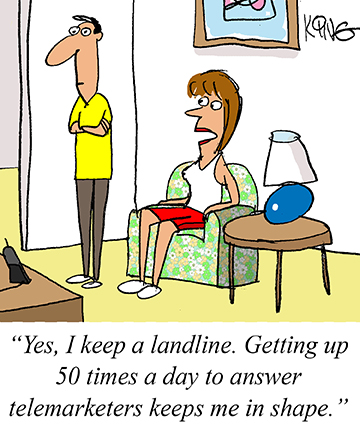 KING
“Yes, I keep a landline. Getting up
50 times a day to answer
telemarketers keeps me in shape.”